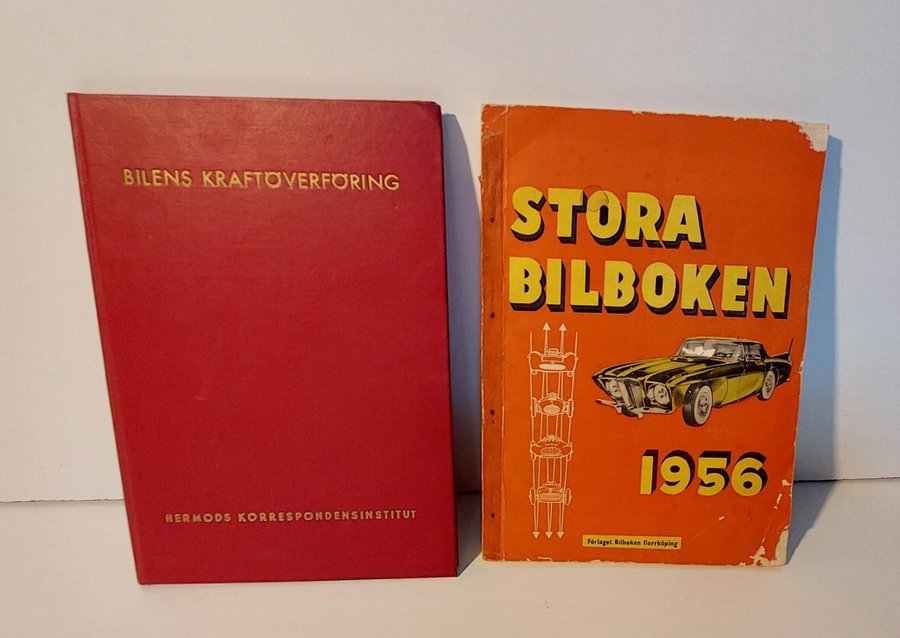 BILENS KRAFTÖVERFÖRING
HERMODS KORRESPONDENSINSTITUT
STORA
BILBOKEN
1956
Förlaget Bilboken Norrköping